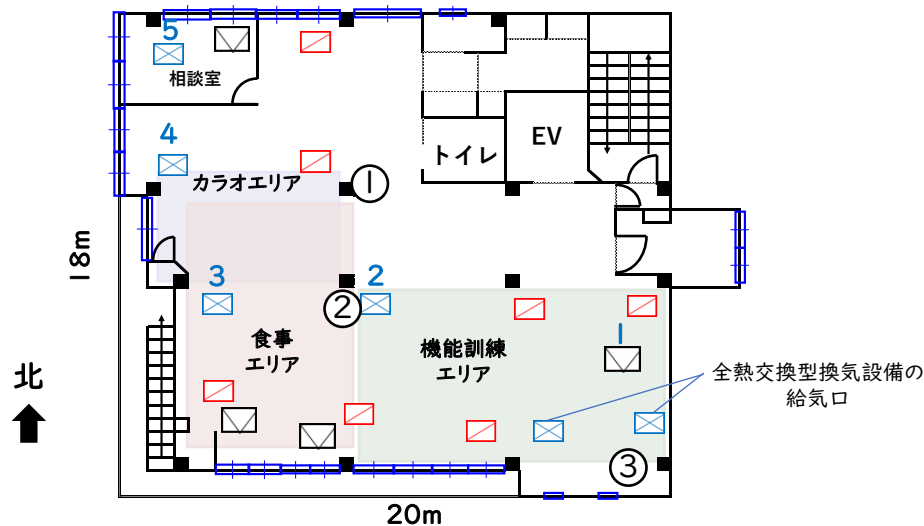 5
相談室
4
カラオエリア
①
トイレ
EV
18m
3
②
2
食事
エリア
機能訓練
エリア
1
全熱交換型換気設備の
給気口
北
③
20m